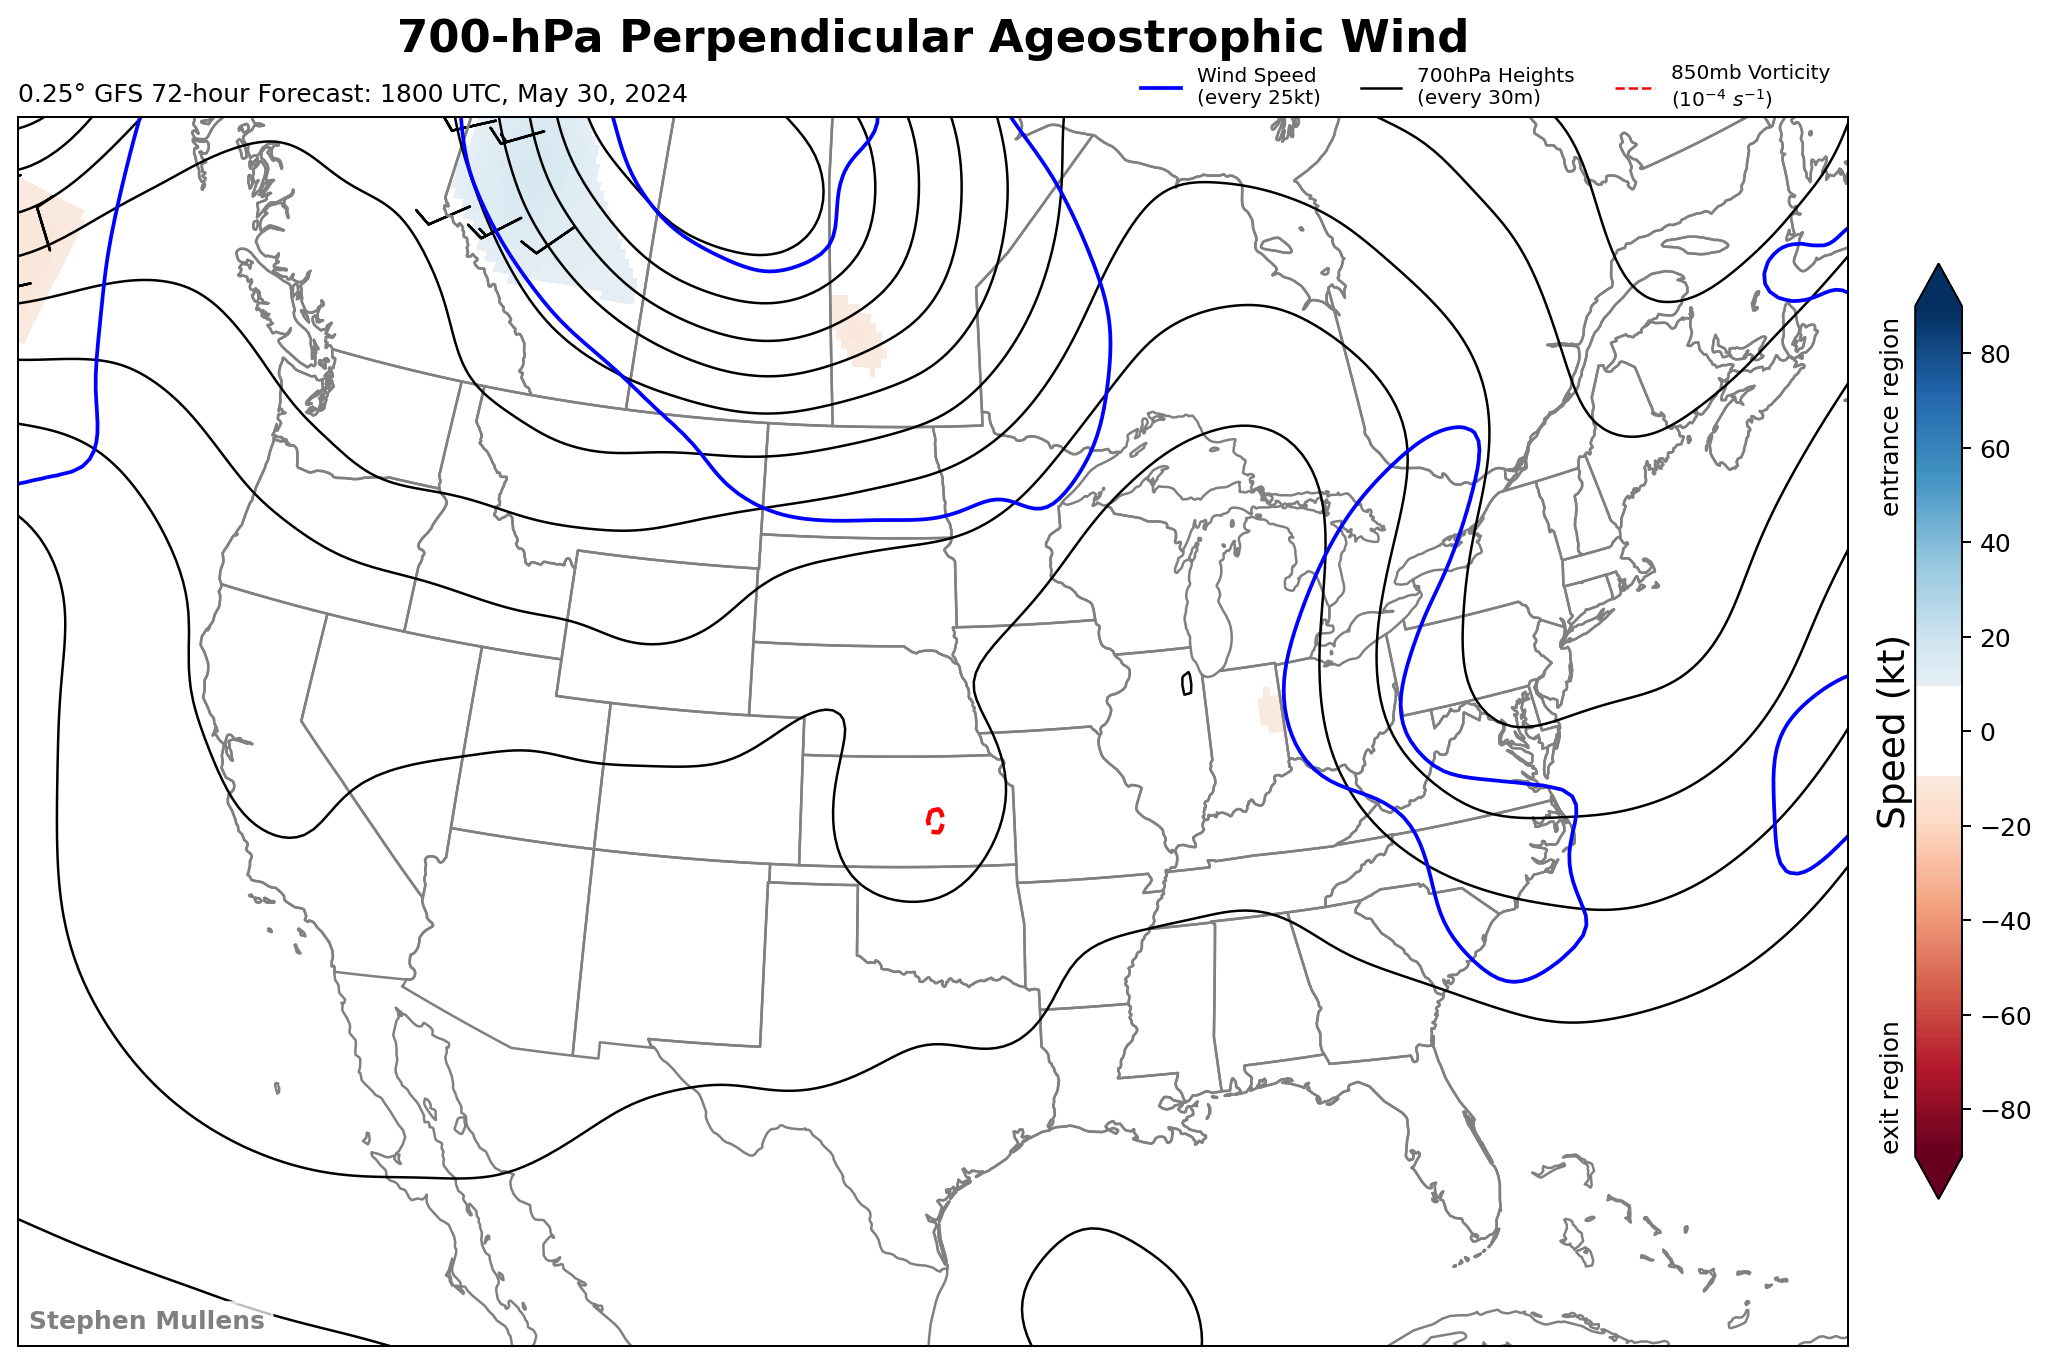 700-hPa Perpendicular Ageostrophic Wind
0.25° GFS 72-hour Forecast: 1800 UTC, May 30, 2024
Wind Speed
(every 25kt)
700hPa Heights
(every 30m)
850mb Vorticity
(10⁻⁴ s⁻¹)
entrance region
Speed (kt)
exit region
80
60
40
20
0
−20
−40
−60
−80
Stephen Mullens